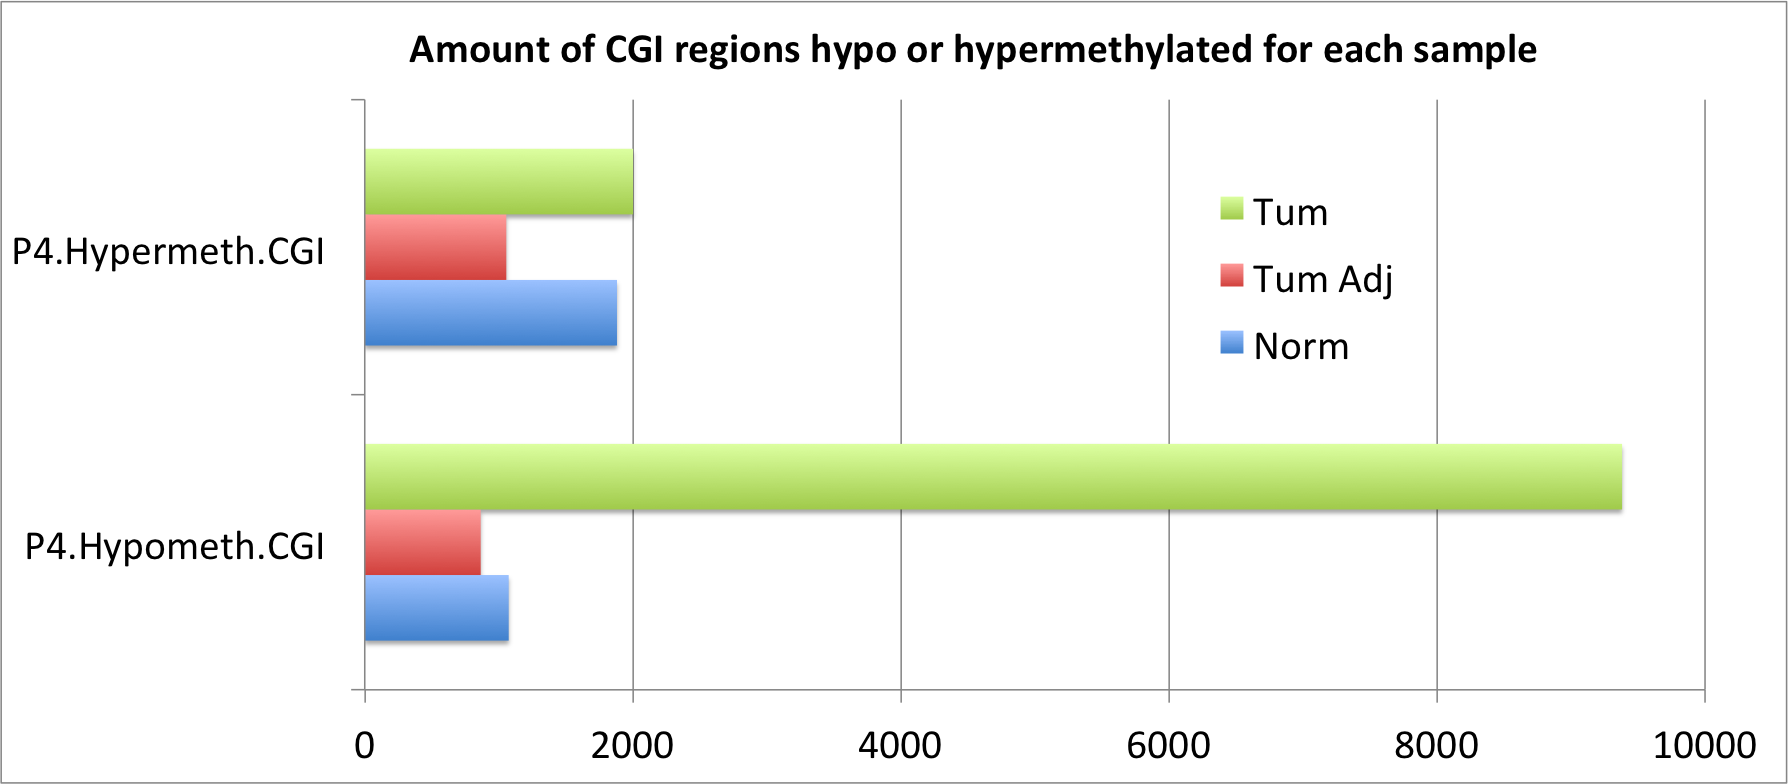 Amount of CGI regions hypo or hypermethylated for each sample
P4.Hypermeth.CGI
Tum
Tum Adj
Norm
P4.Hypometh.CGI
0 2000 4000 6000 8000 10000